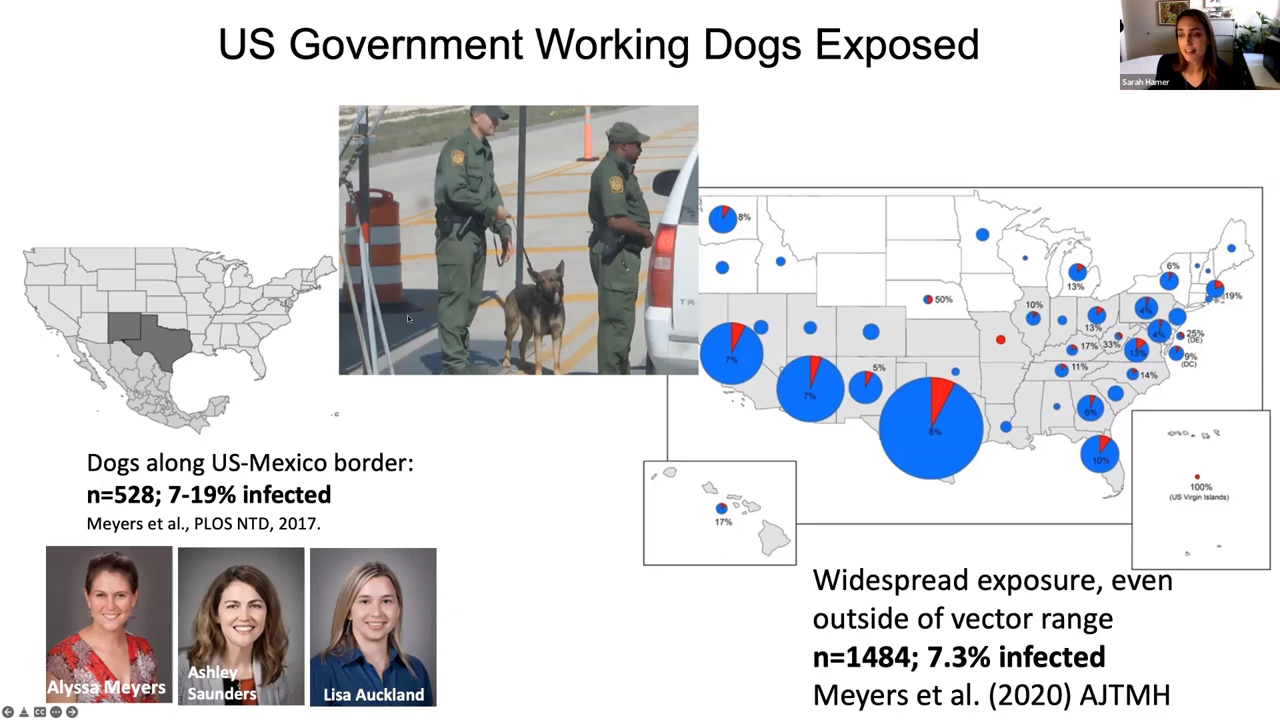 US Government Working Dogs Exposed
Sarah Hamer
8%
50%
13%
6%
19%
10%
13%
4%
4%
25%
(DE)
17%
33%
13%
9%
(DC)
11%
14%
7%
7%
5%
8%
6%
10%
17%
100%
(US Virgin Islands)
Dogs along US-Mexico border:
n=528; 7-19% infected
Meyers et al., PLOS NTD, 2017.
Alyssa Meyers
Ashley
Saunders
Lisa Auckland
Widespread exposure, even
outside of vector range
n=1484; 7.3% infected
Meyers et al. (2020) AJTMH